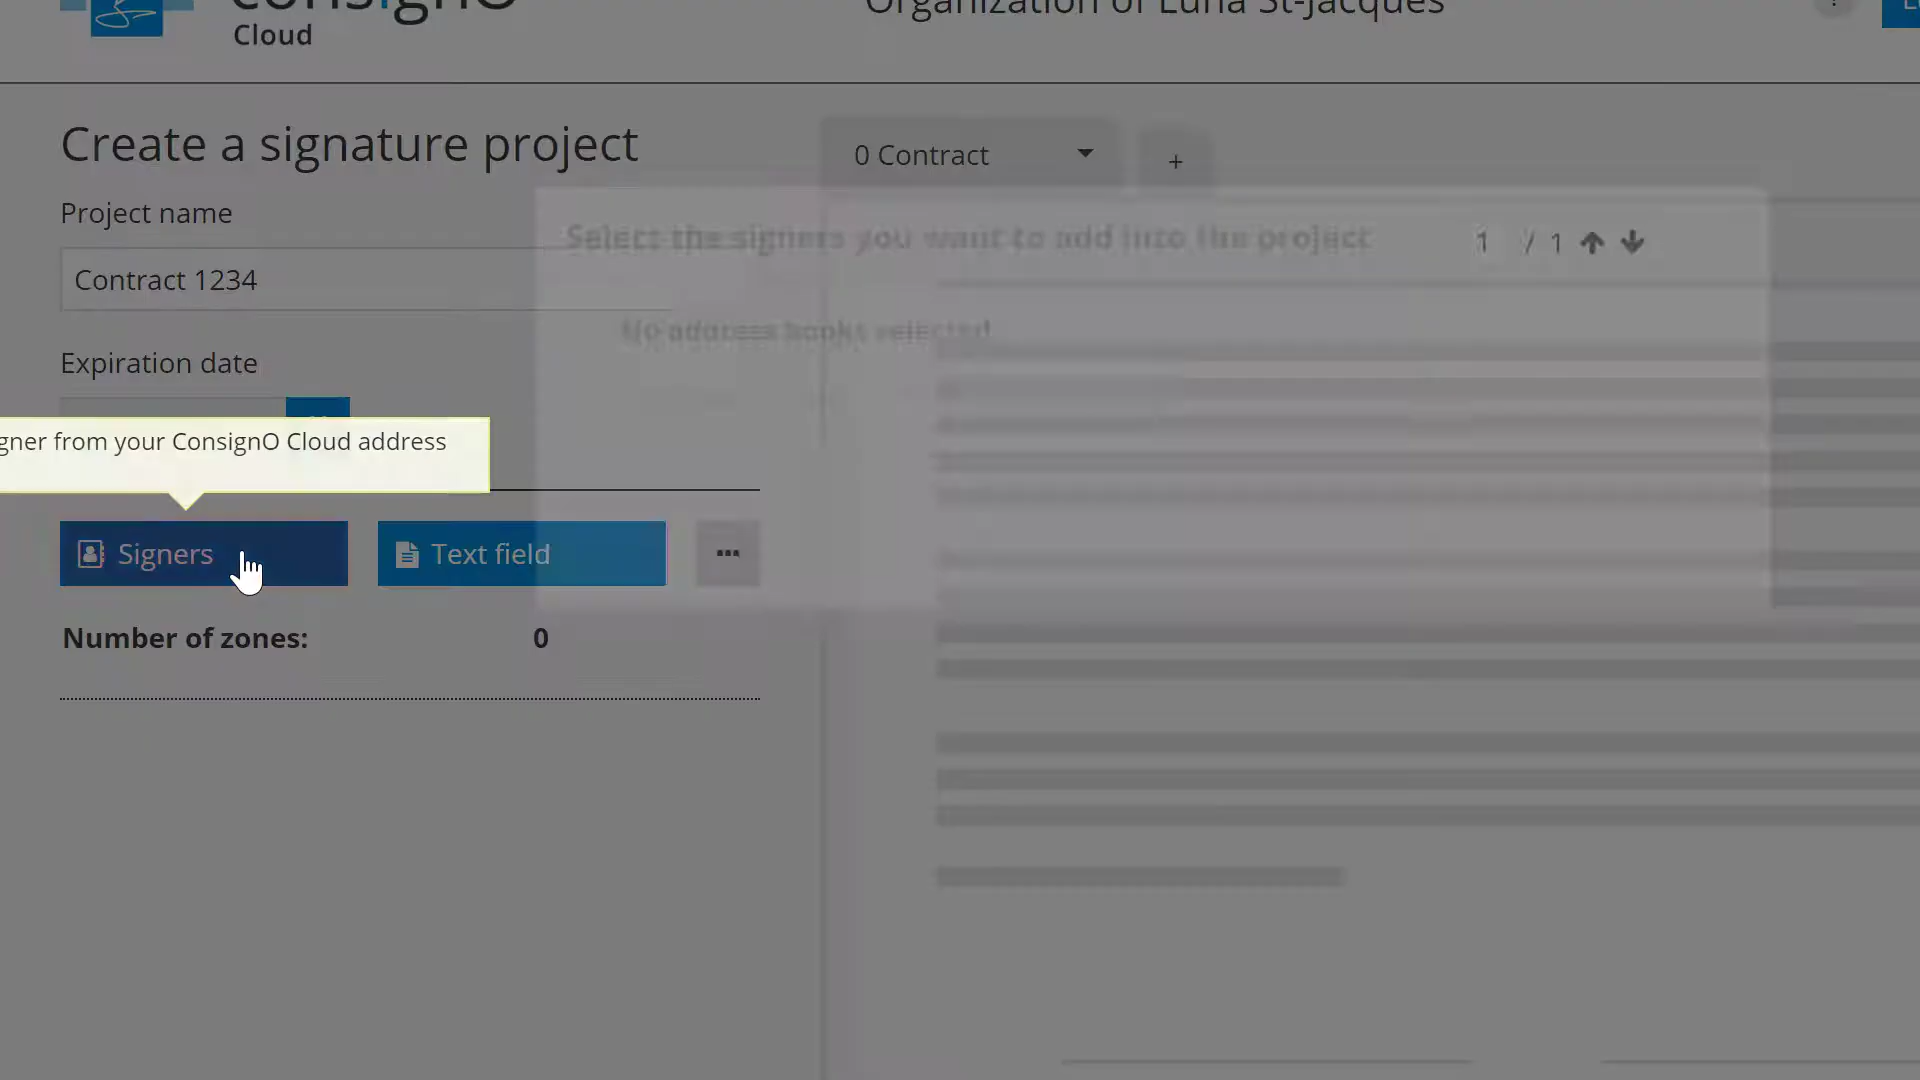 consignO
Cloud
Organization of Luna St-Jacques
Create a signature project
0 Contract
+
Project name
Select the signers you want to add into the project
1 / 1
Contract 1234
No address books selected!
Expiration date
gner from your ConsignO Cloud address
Signers
Text field
Number of zones:
0